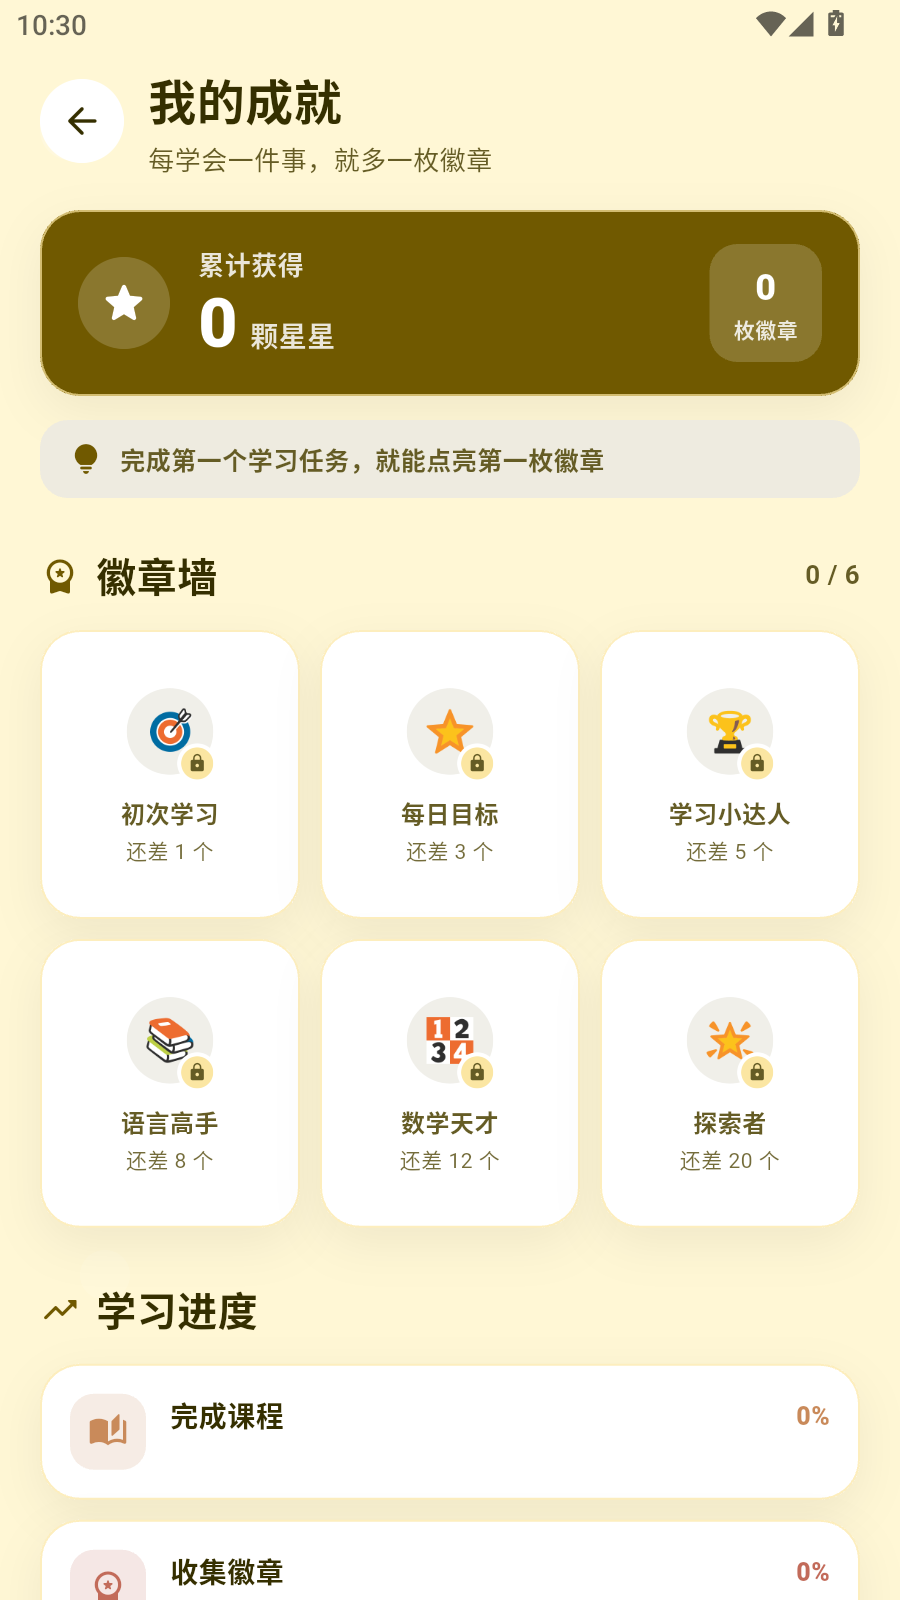 10:30
我的成就
每学会一件事，就多一枚徽章
累计获得
0 颗星星
0
枚徽章
完成第一个学习任务，就能点亮第一枚徽章
徽章墙
0 / 6
初次学习
还差 1 个
每日目标
还差 3 个
学习小达人
还差 5 个
1 2
3 4
语言高手
还差 8 个
数学天才
还差 12 个
探索者
还差 20 个
学习进度
完成课程
0%
收集徽章
0%